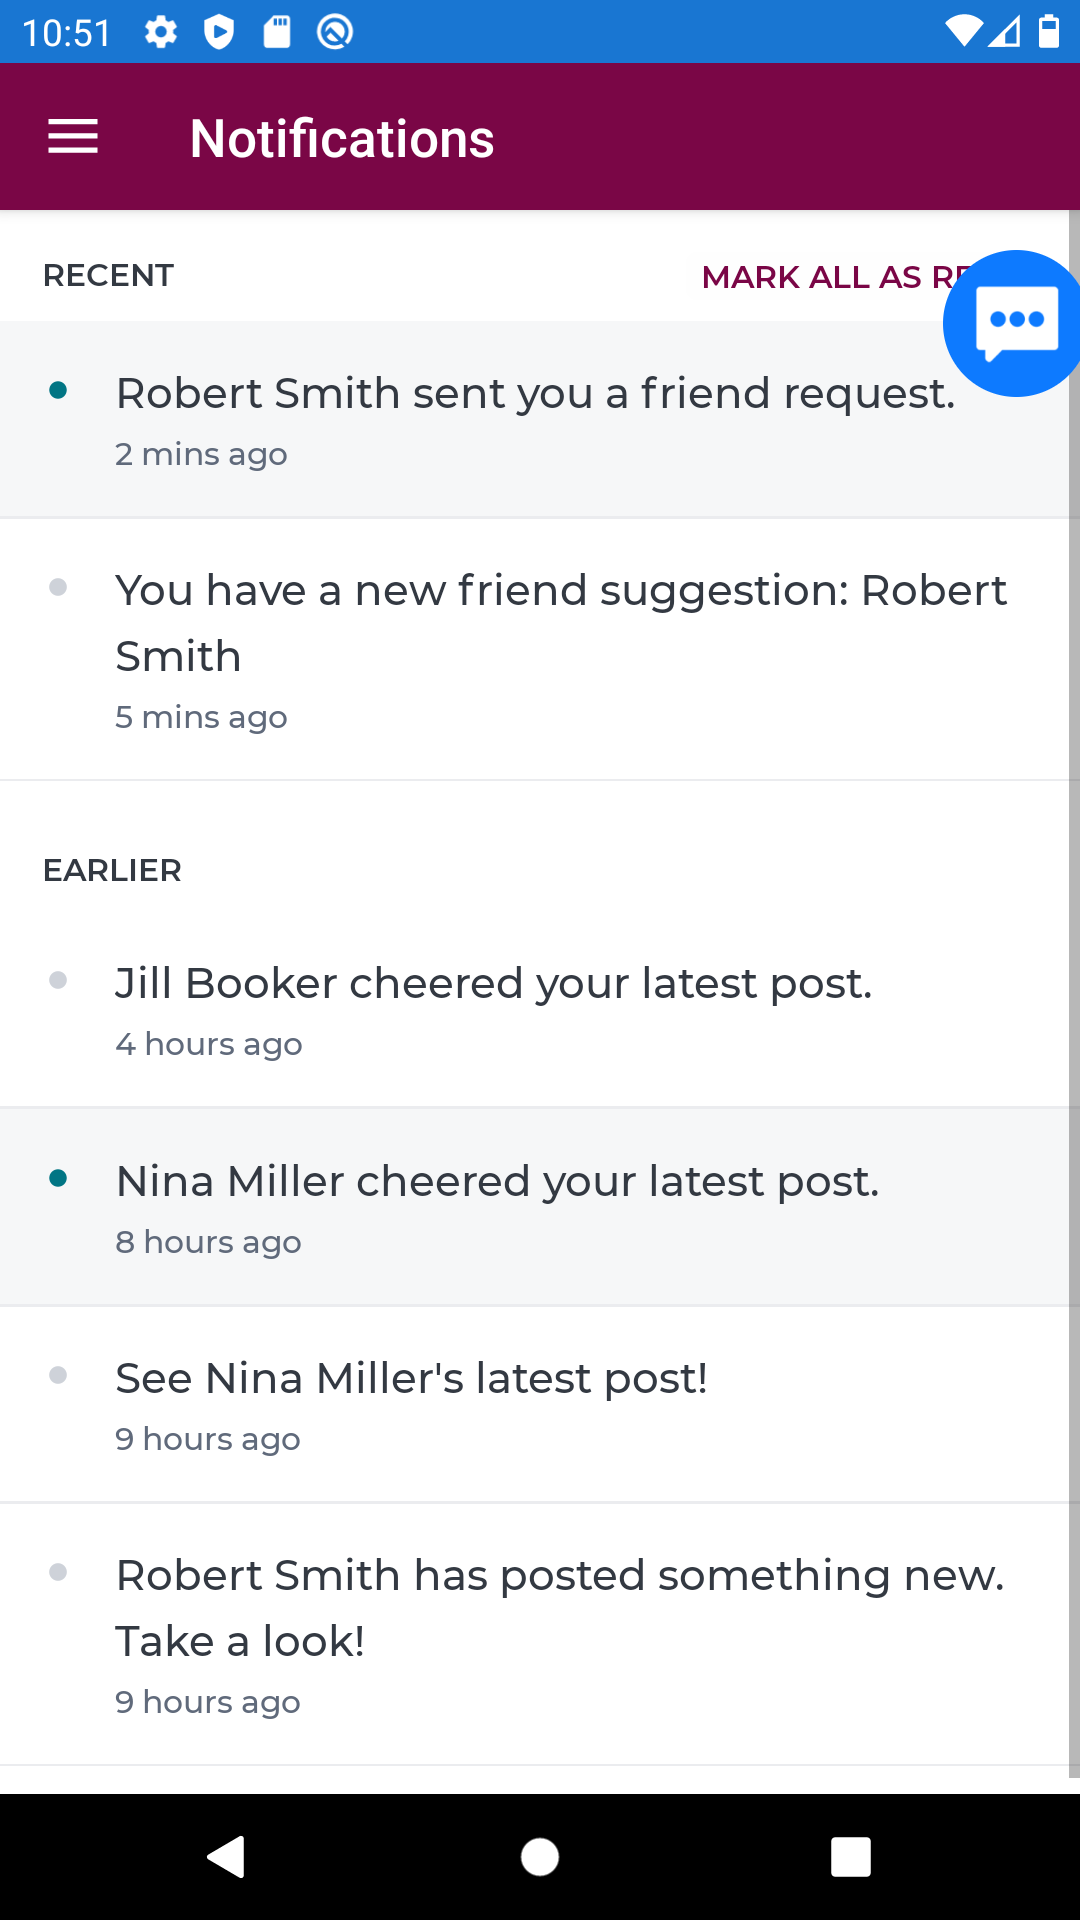 10:51
Notifications
RECENT
MARK ALL AS
Robert Smith sent you a friend request.
2 mins ago
You have a new friend suggestion: Robert
Smith
5 mins ago
EARLIER
Jill Booker cheered your latest post.
4 hours ago
Nina Miller cheered your latest post.
8 hours ago
See Nina Miller's latest post!
9 hours ago
Robert Smith has posted something new.
Take a look!
9 hours ago